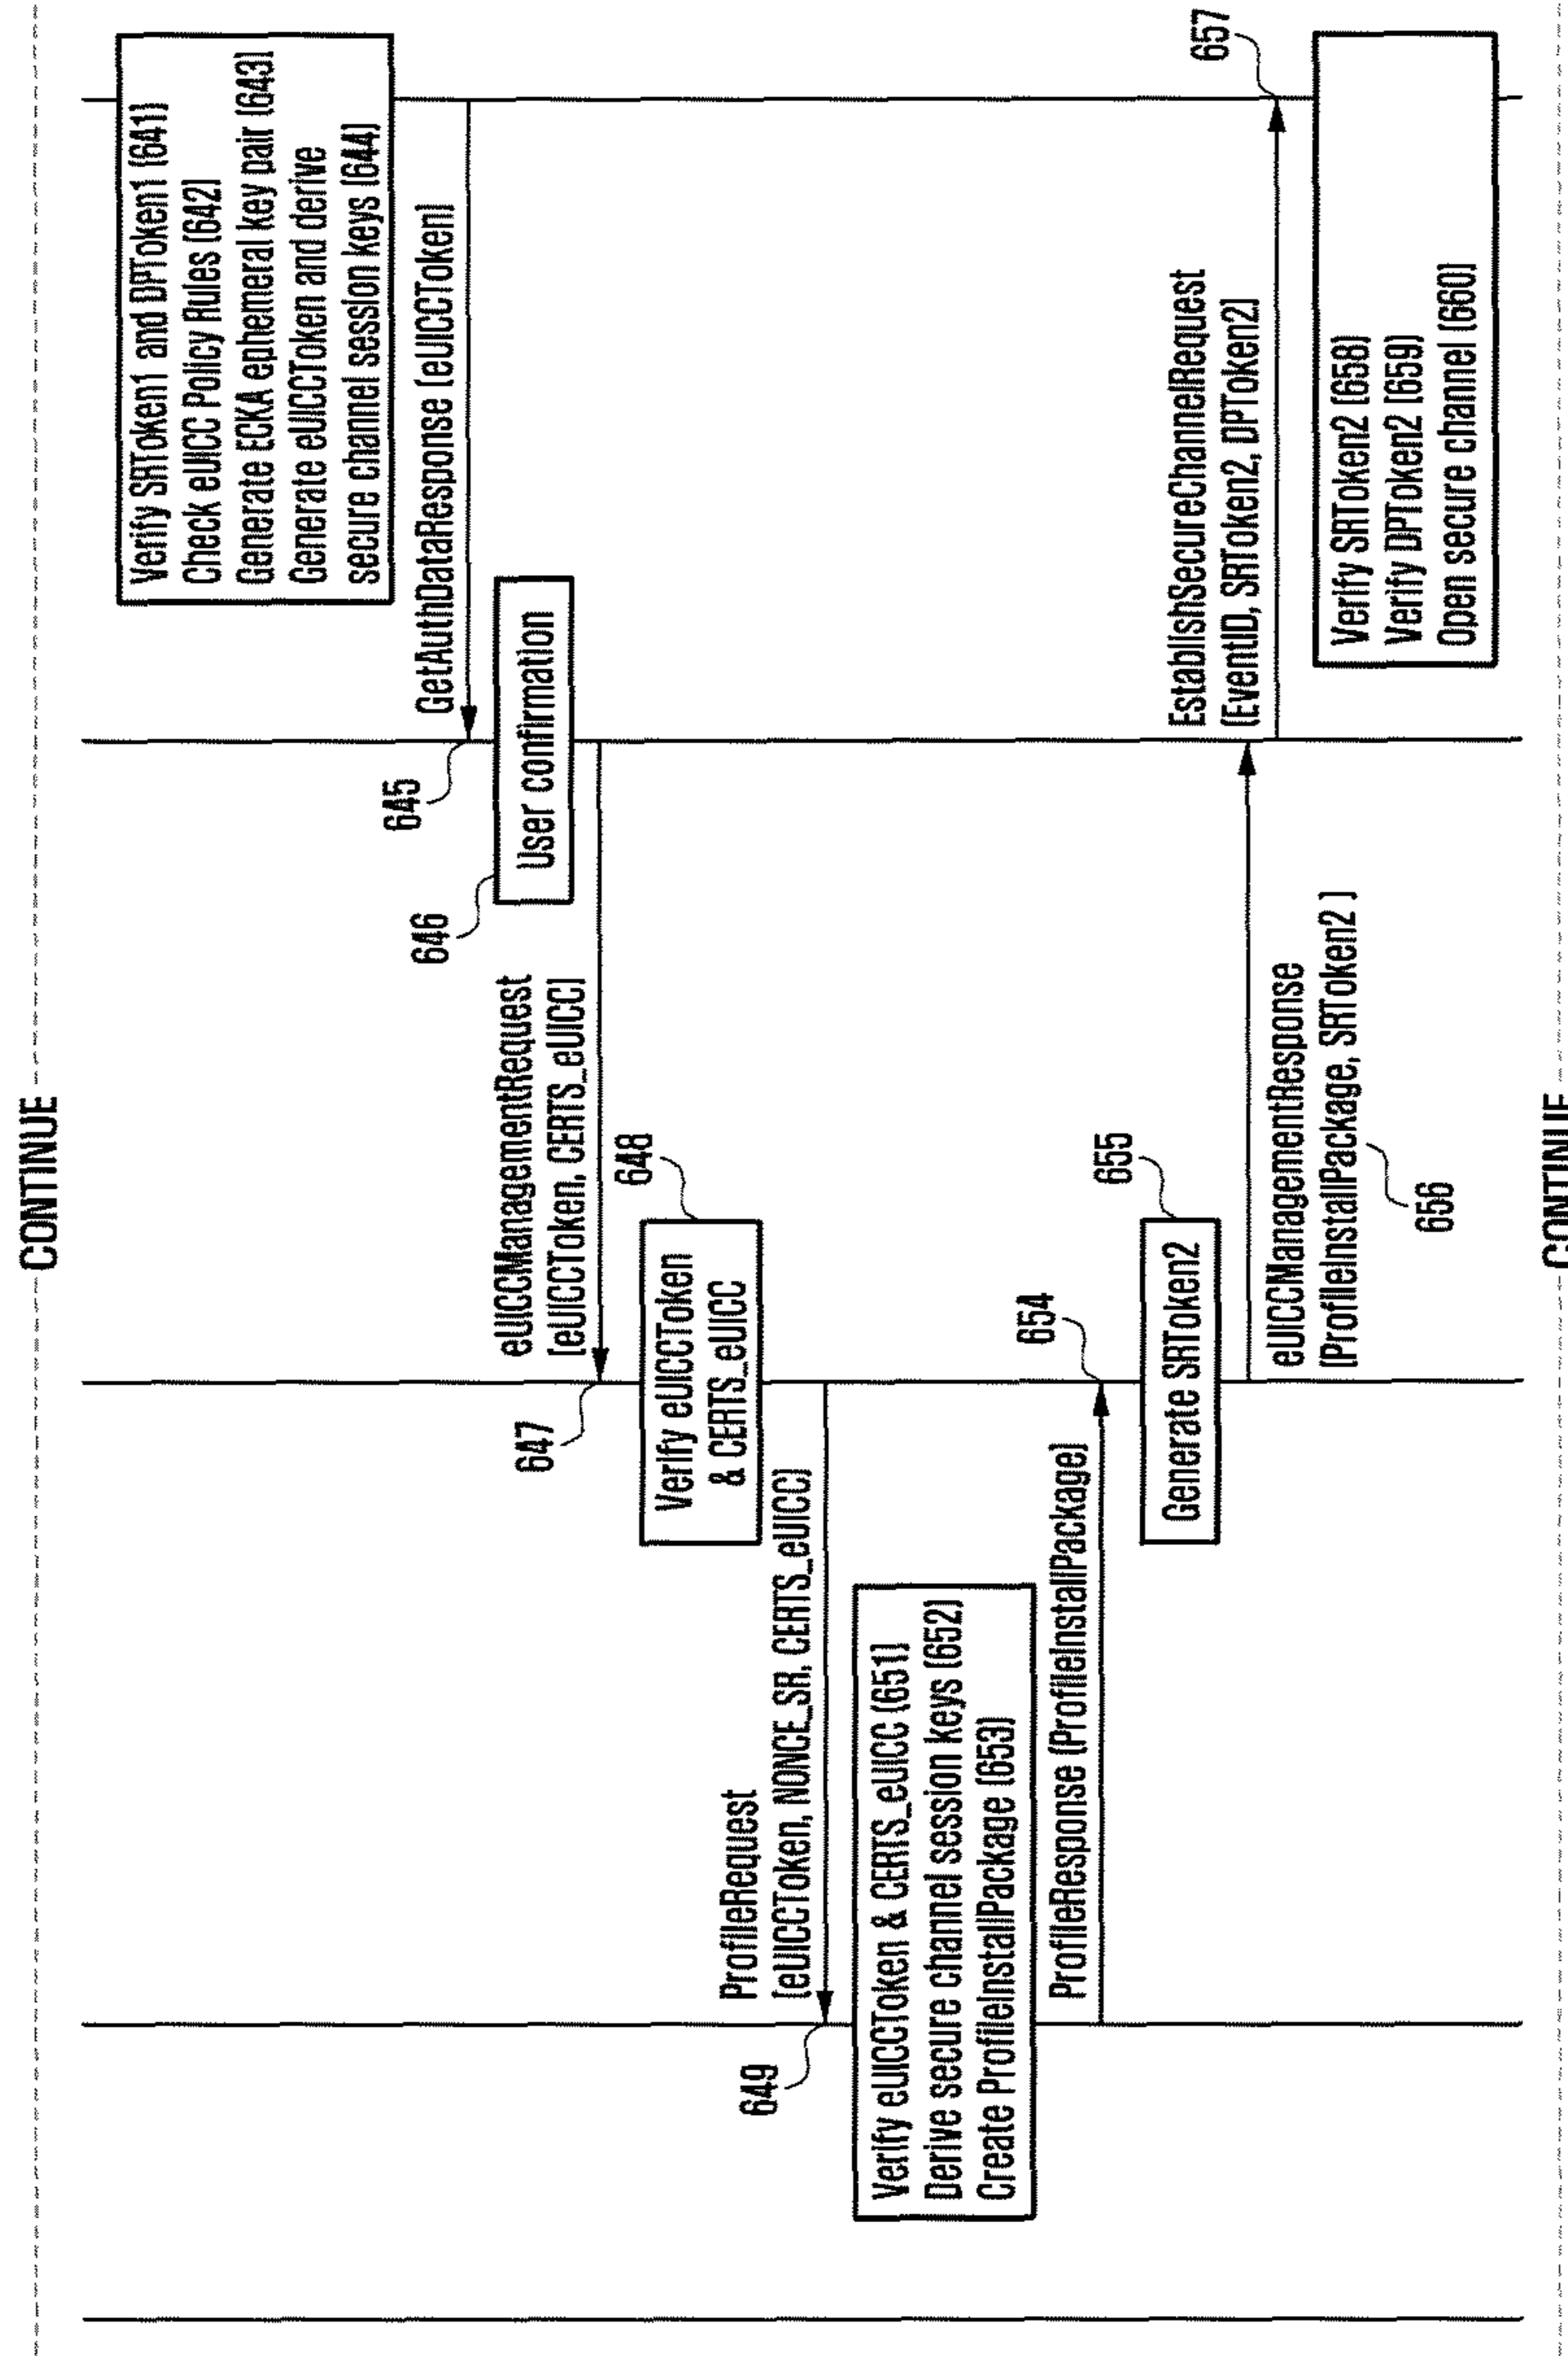 CONTINUE
Verify SRToken1 and DPToken1 (641)
Check eUICC Policy Rules (642)
Generate ECKA ephemeral key pair (643)
Generate eUICCToken and derive
secure channel session keys (644)
GetAuthDataResponse (eUICCToken)
645
User confirmation
646
eUICCManagementRequest
(eUICCToken, CERTS_eUICC)
647
Verify eUICCToken
& CERTS_eUICC
648
ProfileRequest
(eUICCToken, NONCE_SR, CERTS_eUICC)
649
Verify eUICCToken & CERTS_eUICC (651)
Derive secure channel session keys (652)
Create ProfileInstallPackage (653)
ProfileResponse (ProfileInstallPackage)
654
Generate SRToken2
655
eUICCManagementResponse
(ProfileInstallPackage, SRToken2 )
656
EstablishSecureChannelRequest
(EventID, SRToken2, DPToken2)
657
Verify SRToken2 (658)
Verify DPToken2 (659)
Open secure channel (660)
CONTINUE